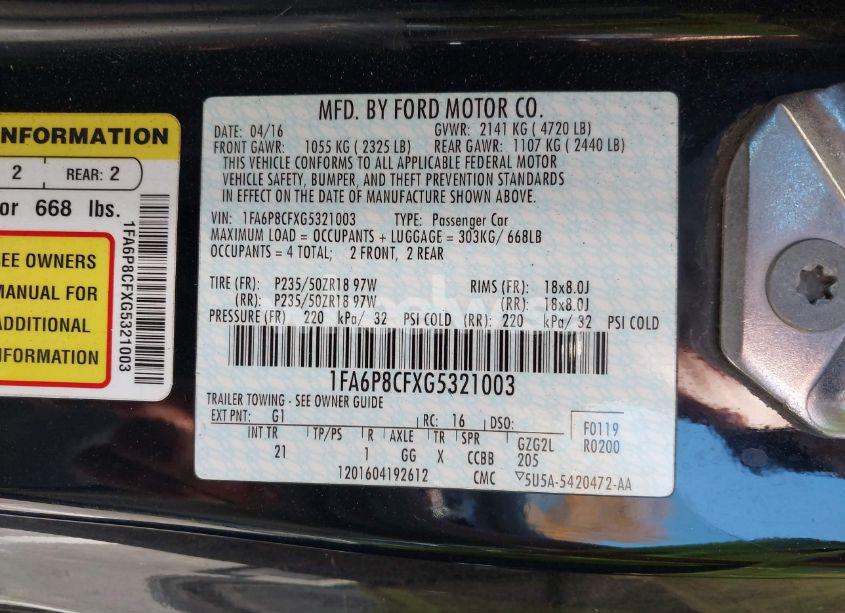 NFORMATION
2 REAR: 2
or 668 lbs.
SEE OWNERS
MANUAL FOR
ADDITIONAL
INFORMATION
1FA6P8CFXG5321003
MFD. BY FORD MOTOR CO.
DATE: 04/16 GVWR: 2141 KG ( 4720 LB)
FRONT GAWR: 1055 KG ( 2325 LB) REAR GAWR: 1107 KG ( 2440 LB)
THIS VEHICLE CONFORMS TO ALL APPLICABLE FEDERAL MOTOR
VEHICLE SAFETY, BUMPER, AND THEFT PREVENTION STANDARDS
IN EFFECT ON THE DATE OF MANUFACTURE SHOWN ABOVE.
VIN: 1FA6P8CFXG5321003 TYPE: Passenger Car
MAXIMUM LOAD = OCCUPANTS + LUGGAGE = 303KG/ 668LB
OCCUPANTS = 4 TOTAL; 2 FRONT, 2 REAR
TIRE (FR): P235/50ZR18 97W RIMS (FR): 18x8.0J
(RR): P235/50ZR18 97W (RR): 18x8.0J
PRESSURE (FR) 220 kPa/ 32 PSI COLD (RR): 220 kPa/ 32 PSI COLD
1FA6P8CFXG5321003
TRAILER TOWING - SEE OWNER GUIDE
EXT PNT: G1 RC: 16 DSO: F0119
INT TR TP/PS R AXLE TR SPR GZG2L R0200
21 1 GG X CCBB 205
1201604192612 CMC ▽5U5A-5420472-AA